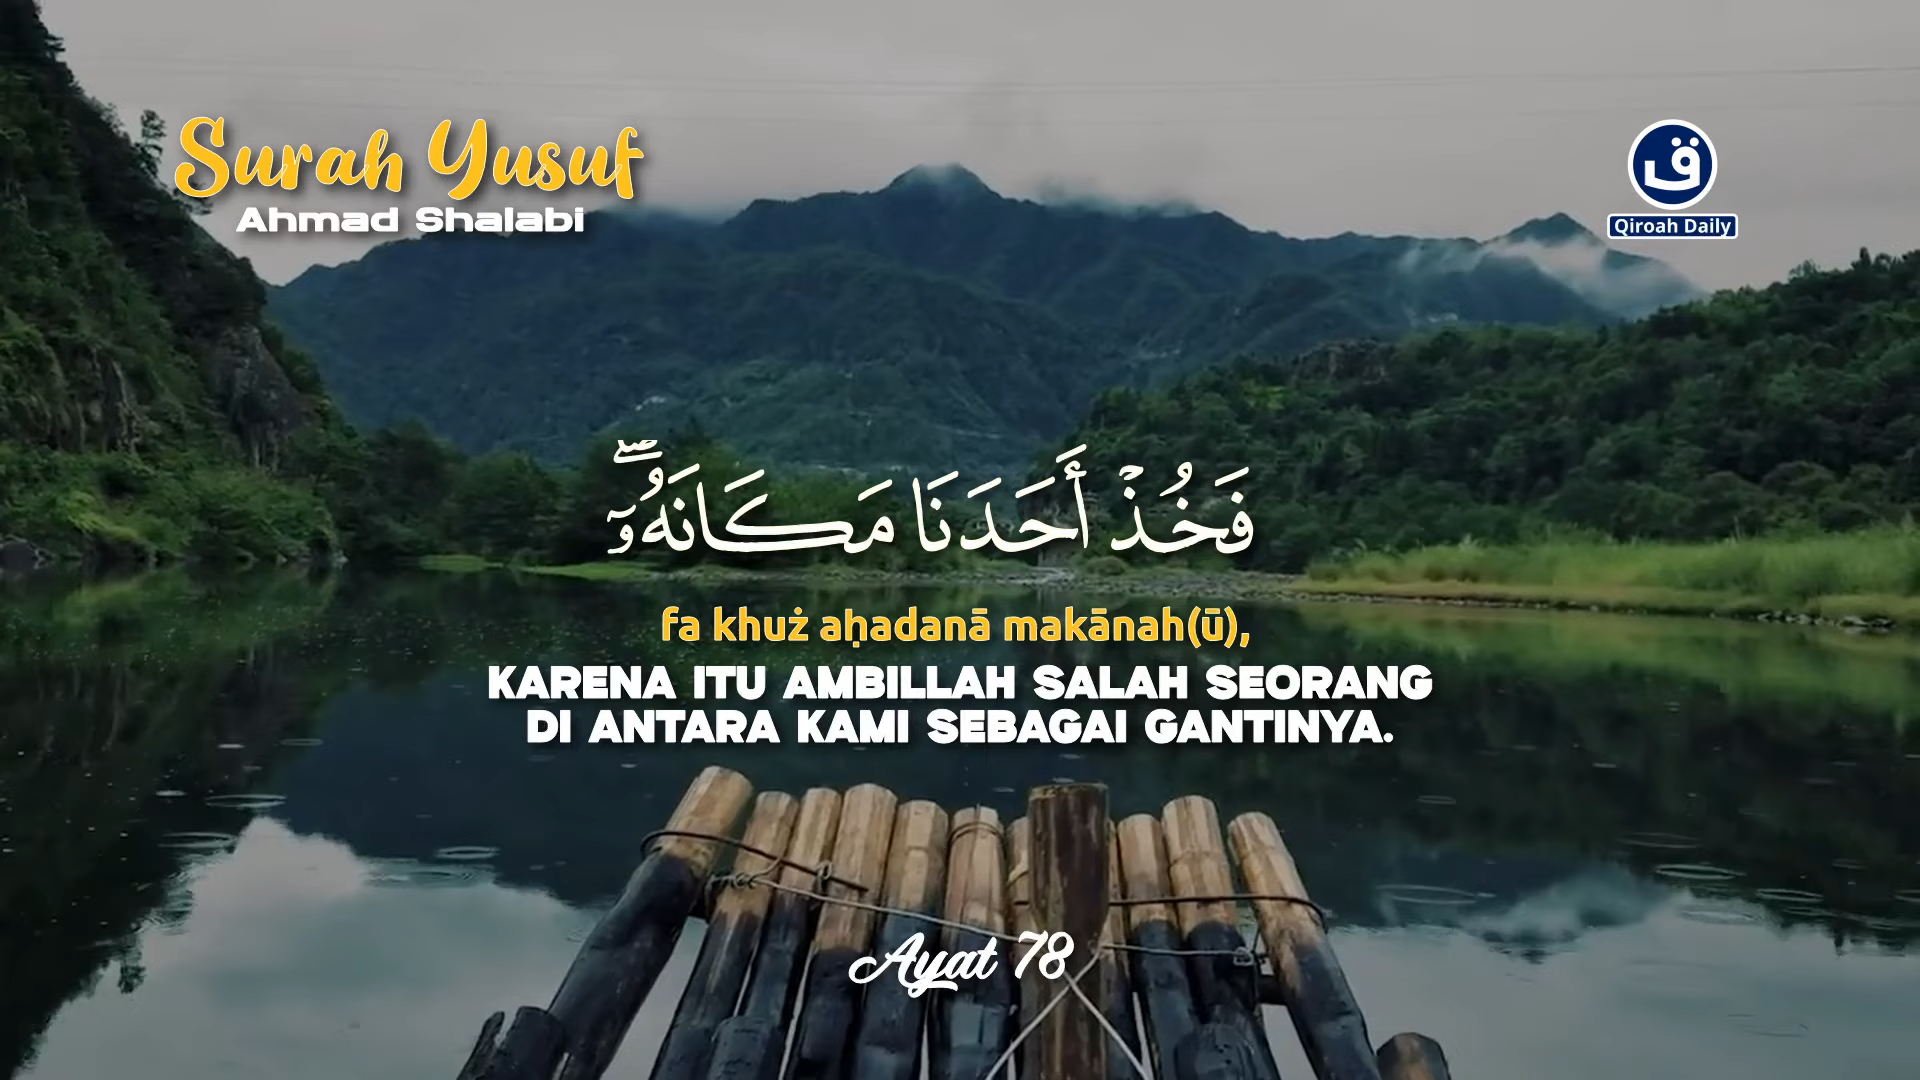 Surah Yusuf
Ahmad Shalabi
ق
Qiroah Daily
فَخُذْ أَحَدَنَا مَكَانَهُۥٓ ۖ
fa khuż aḥadanā makānah(ū),
KARENA ITU AMBILLAH SALAH SEORANG
DI ANTARA KAMI SEBAGAI GANTINYA.
Ayat 78